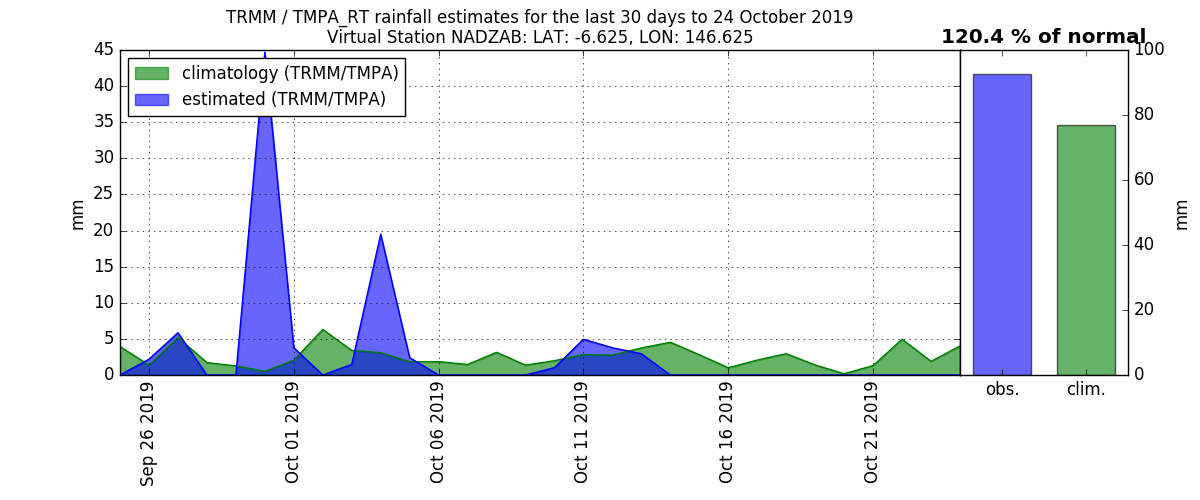 TRMM / TMPA_RT rainfall estimates for the last 30 days to 24 October 2019
Virtual Station NADZAB: LAT: -6.625, LON: 146.625
120.4 % of normal
climatology (TRMM/TMPA)
estimated (TRMM/TMPA)
45
40
35
30
25
20
15
10
5
0
mm
Sep 26 2019
Oct 01 2019
Oct 06 2019
Oct 11 2019
Oct 16 2019
Oct 21 2019
100
80
60
40
20
0
mm
obs.
clim.